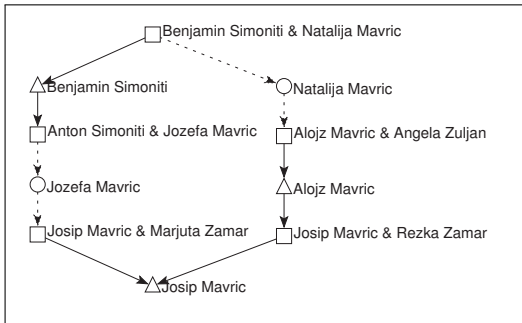 Benjamin Simoniti & Natalija Mavric
Benjamin Simoniti
Natalija Mavric
Anton Simoniti & Jozefa Mavric
Alojz Mavric & Angela Zuljan
Jozefa Mavric
Alojz Mavric
Josip Mavric & Marjuta Zamar
Josip Mavric & Rezka Zamar
Josip Mavric